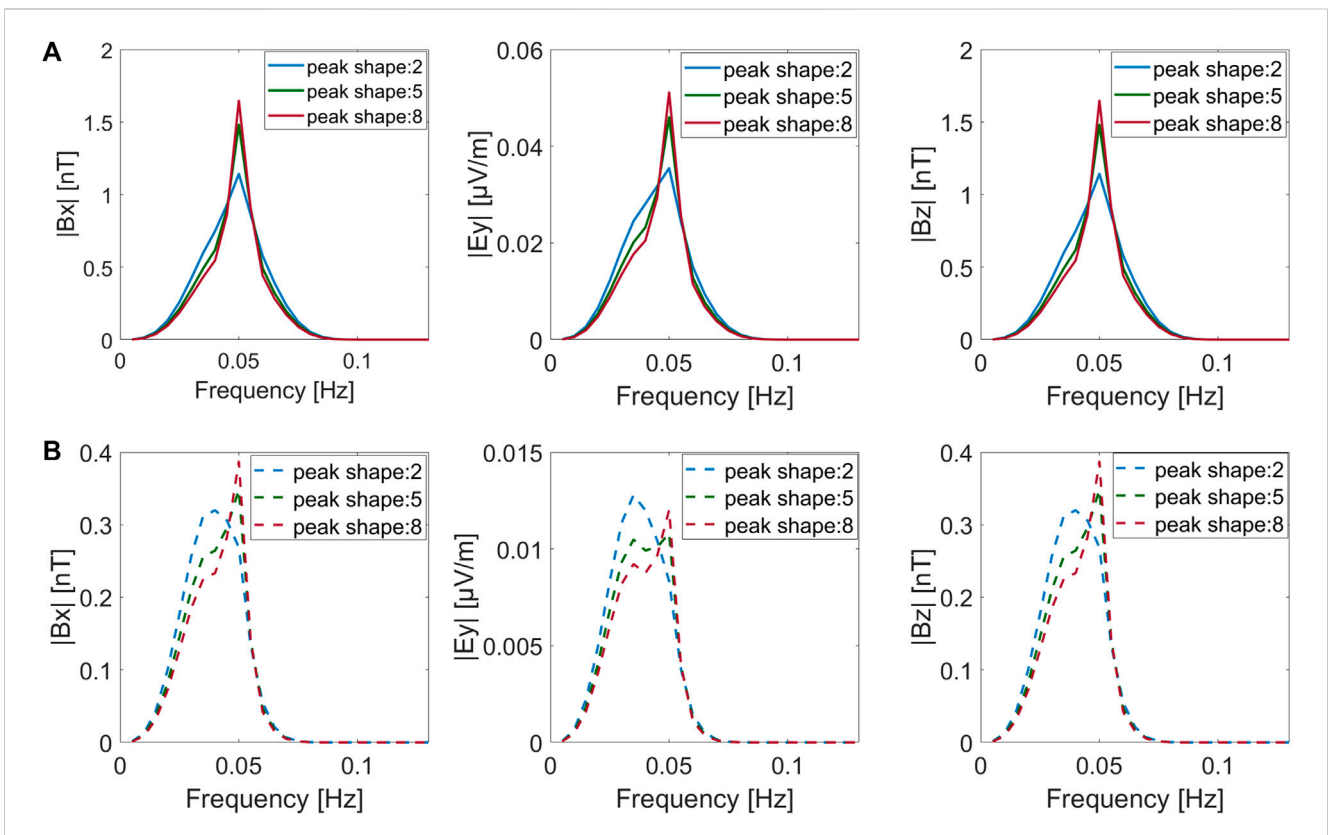 A
2
1.5
1
0.5
0
|Bx| [nT]
0
0.05
0.1
Frequency [Hz]
peak shape:2
peak shape:5
peak shape:8
0.06
0.04
0.02
0
|Ey| [µV/m]
0
0.05
0.1
Frequency [Hz]
peak shape:2
peak shape:5
peak shape:8
2
1.5
1
0.5
0
|Bz| [nT]
0
0.05
0.1
Frequency [Hz]
peak shape:2
peak shape:5
peak shape:8
B
0.4
0.3
0.2
0.1
0
|Bx| [nT]
0
0.05
0.1
Frequency [Hz]
peak shape:2
peak shape:5
peak shape:8
0.015
0.01
0.005
0
|Ey| [µV/m]
0
0.05
0.1
Frequency [Hz]
peak shape:2
peak shape:5
peak shape:8
0.4
0.3
0.2
0.1
0
|Bz| [nT]
0
0.05
0.1
Frequency [Hz]
peak shape:2
peak shape:5
peak shape:8